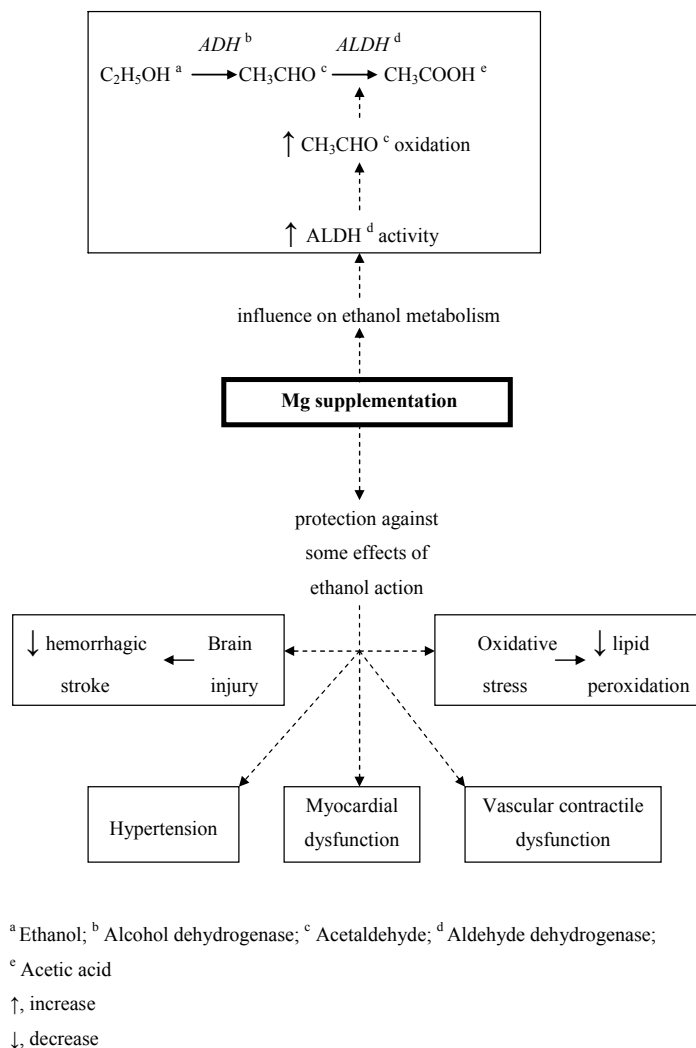 ADH ᵇ ALDH ᵈ
C₂H₅OH ᵃ → CH₃CHO ᶜ → CH₃COOH ᵉ
↑ CH₃CHO ᶜ oxidation
↑ ALDH ᵈ activity
influence on ethanol metabolism
Mg supplementation
protection against
some effects of
ethanol action
↓ hemorrhagic ← Brain
stroke injury
Oxidative → ↓ lipid
stress peroxidation
Hypertension
Myocardial
dysfunction
Vascular contractile
dysfunction
ᵃ Ethanol; ᵇ Alcohol dehydrogenase; ᶜ Acetaldehyde; ᵈ Aldehyde dehydrogenase;
ᵉ Acetic acid
↑, increase
↓, decrease